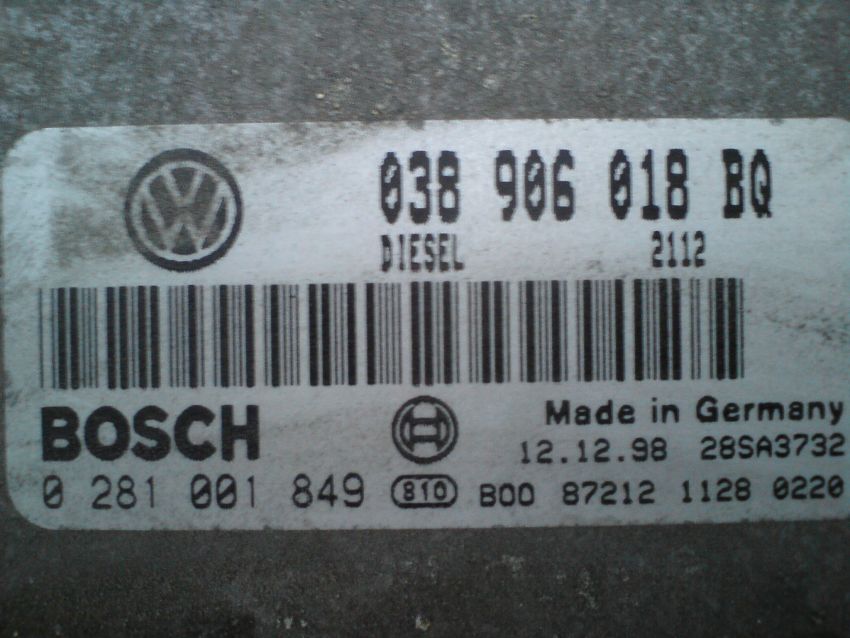 038 906 018 BQ
DIESEL 2112
BOSCH Made in Germany
12.12.98 28SA3732
0 281 001 849 810 B00 87212 1128 0220